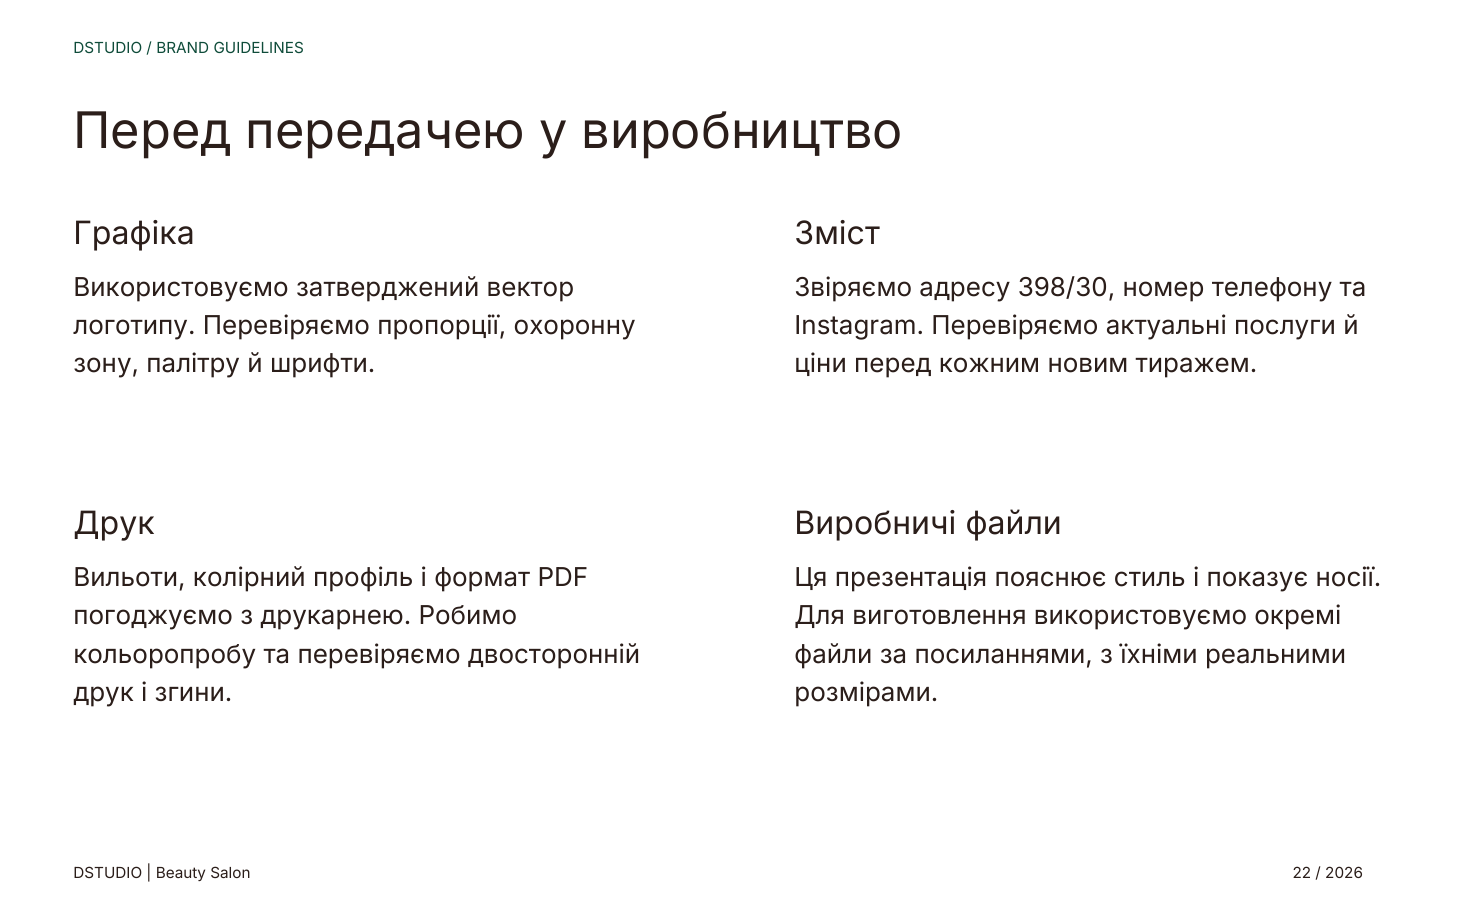 DSTUDIO / BRAND GUIDELINES
Перед передачею у виробництво
Графіка
Використовуємо затверджений вектор
логотипу. Перевіряємо пропорції, охоронну
зону, палітру й шрифти.
Зміст
Звіряємо адресу 398/30, номер телефону та
Instagram. Перевіряємо актуальні послуги й
ціни перед кожним новим тиражем.
Друк
Вильоти, колірний профіль і формат PDF
погоджуємо з друкарнею. Робимо
кольоропробу та перевіряємо двосторонній
друк і згини.
Виробничі файли
Ця презентація пояснює стиль і показує носії.
Для виготовлення використовуємо окремі
файли за посиланнями, з їхніми реальними
розмірами.
DSTUDIO | Beauty Salon
22 / 2026